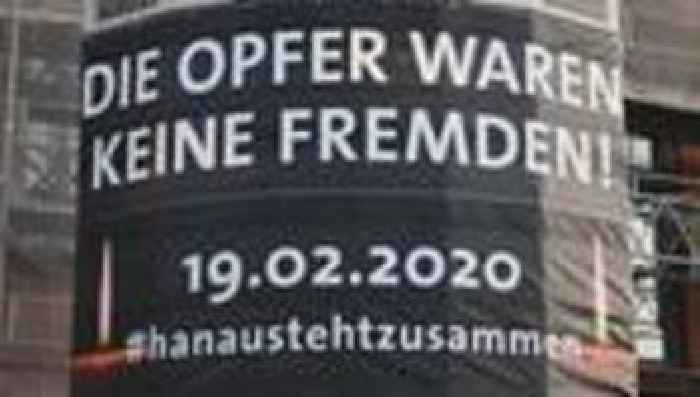 DIE OPFER WAREN
KEINE FREMDEN!
19.02.2020
#hanaustehtzusammen